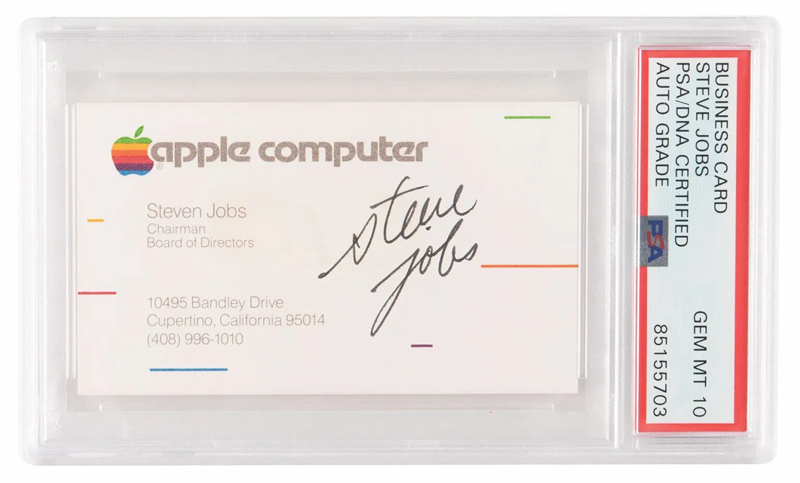 apple computer
Steven Jobs
Chairman
Board of Directors
10495 Bandley Drive
Cupertino, California 95014
(408) 996-1010
steve
jobs
BUSINESS CARD
STEVE JOBS
PSA/DNA CERTIFIED
AUTO GRADE
PSA
GEM MT 10
85155703